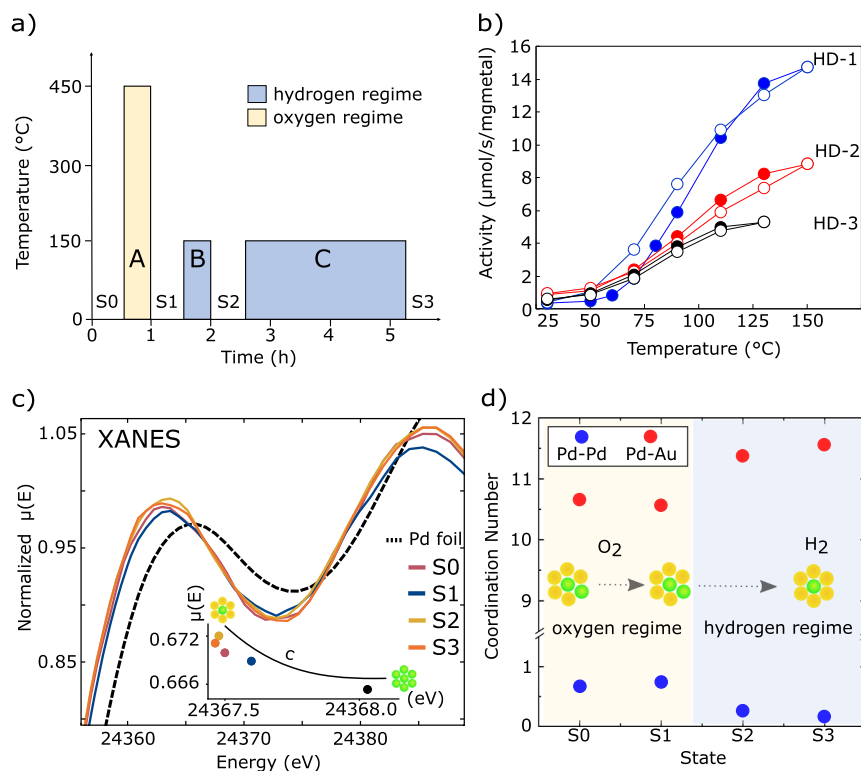 a)
Temperature (°C)
450
300
150
0
hydrogen regime
oxygen regime
A
B
C
S0
S1
S2
S3
0 1 2 3 4 5
Time (h)
b)
Activity (μmol/s/mgmetal)
16
14
12
10
8
6
4
2
0
HD-1
HD-2
HD-3
25 50 75 100 125 150
Temperature (°C)
c)
XANES
Normalized μ(E)
1.05
0.95
0.85
Pd foil
S0
S1
S2
S3
μ(E)
0.672
0.666
c
(eV)
24367.5 24368.0
24360 24370 24380
Energy (eV)
d)
Coordination Number
12
11
10
9
1
0
Pd-Pd Pd-Au
O2
H2
oxygen regime
hydrogen regime
S0 S1 S2 S3
State